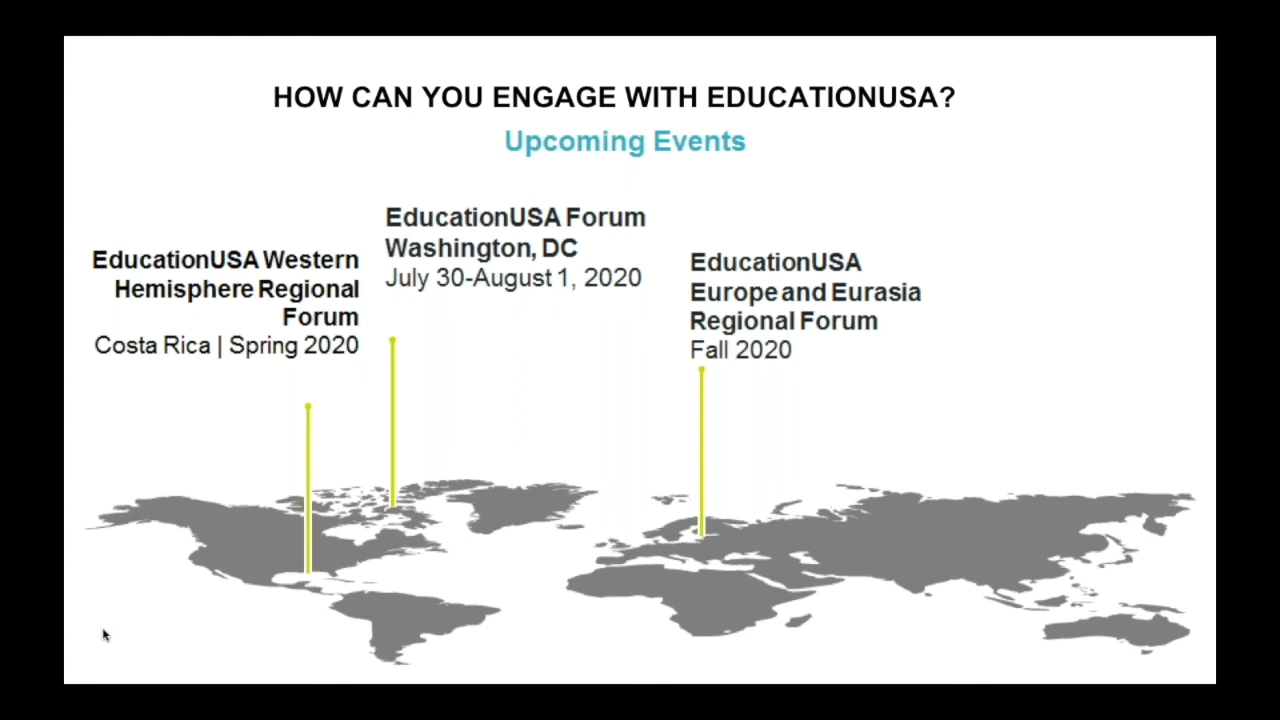 HOW CAN YOU ENGAGE WITH EDUCATIONUSA?
Upcoming Events
EducationUSA Western
Hemisphere Regional
Forum
Costa Rica | Spring 2020
EducationUSA Forum
Washington, DC
July 30-August 1, 2020
EducationUSA
Europe and Eurasia
Regional Forum
Fall 2020